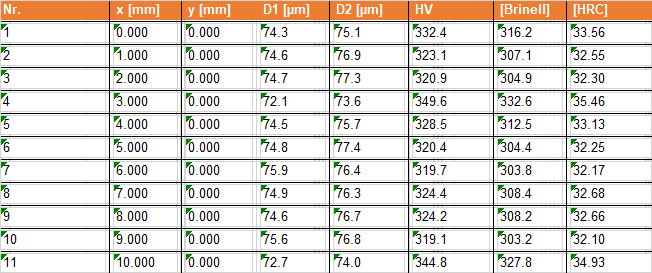 Nr. x [mm] y [mm] D1 [µm] D2 [µm] HV [Brinell] [HRC]
1 0.000 0.000 74.3 75.1 332.4 316.2 33.56
2 1.000 0.000 74.6 76.9 323.1 307.1 32.55
3 2.000 0.000 74.7 77.3 320.9 304.9 32.30
4 3.000 0.000 72.1 73.6 349.6 332.6 35.46
5 4.000 0.000 74.5 75.7 328.5 312.5 33.13
6 5.000 0.000 74.8 77.4 320.4 304.4 32.25
7 6.000 0.000 75.9 76.4 319.7 303.8 32.17
8 7.000 0.000 74.9 76.3 324.4 308.4 32.68
9 8.000 0.000 74.6 76.7 324.2 308.2 32.66
10 9.000 0.000 75.6 76.8 319.1 303.2 32.10
11 10.000 0.000 72.7 74.0 344.8 327.8 34.93